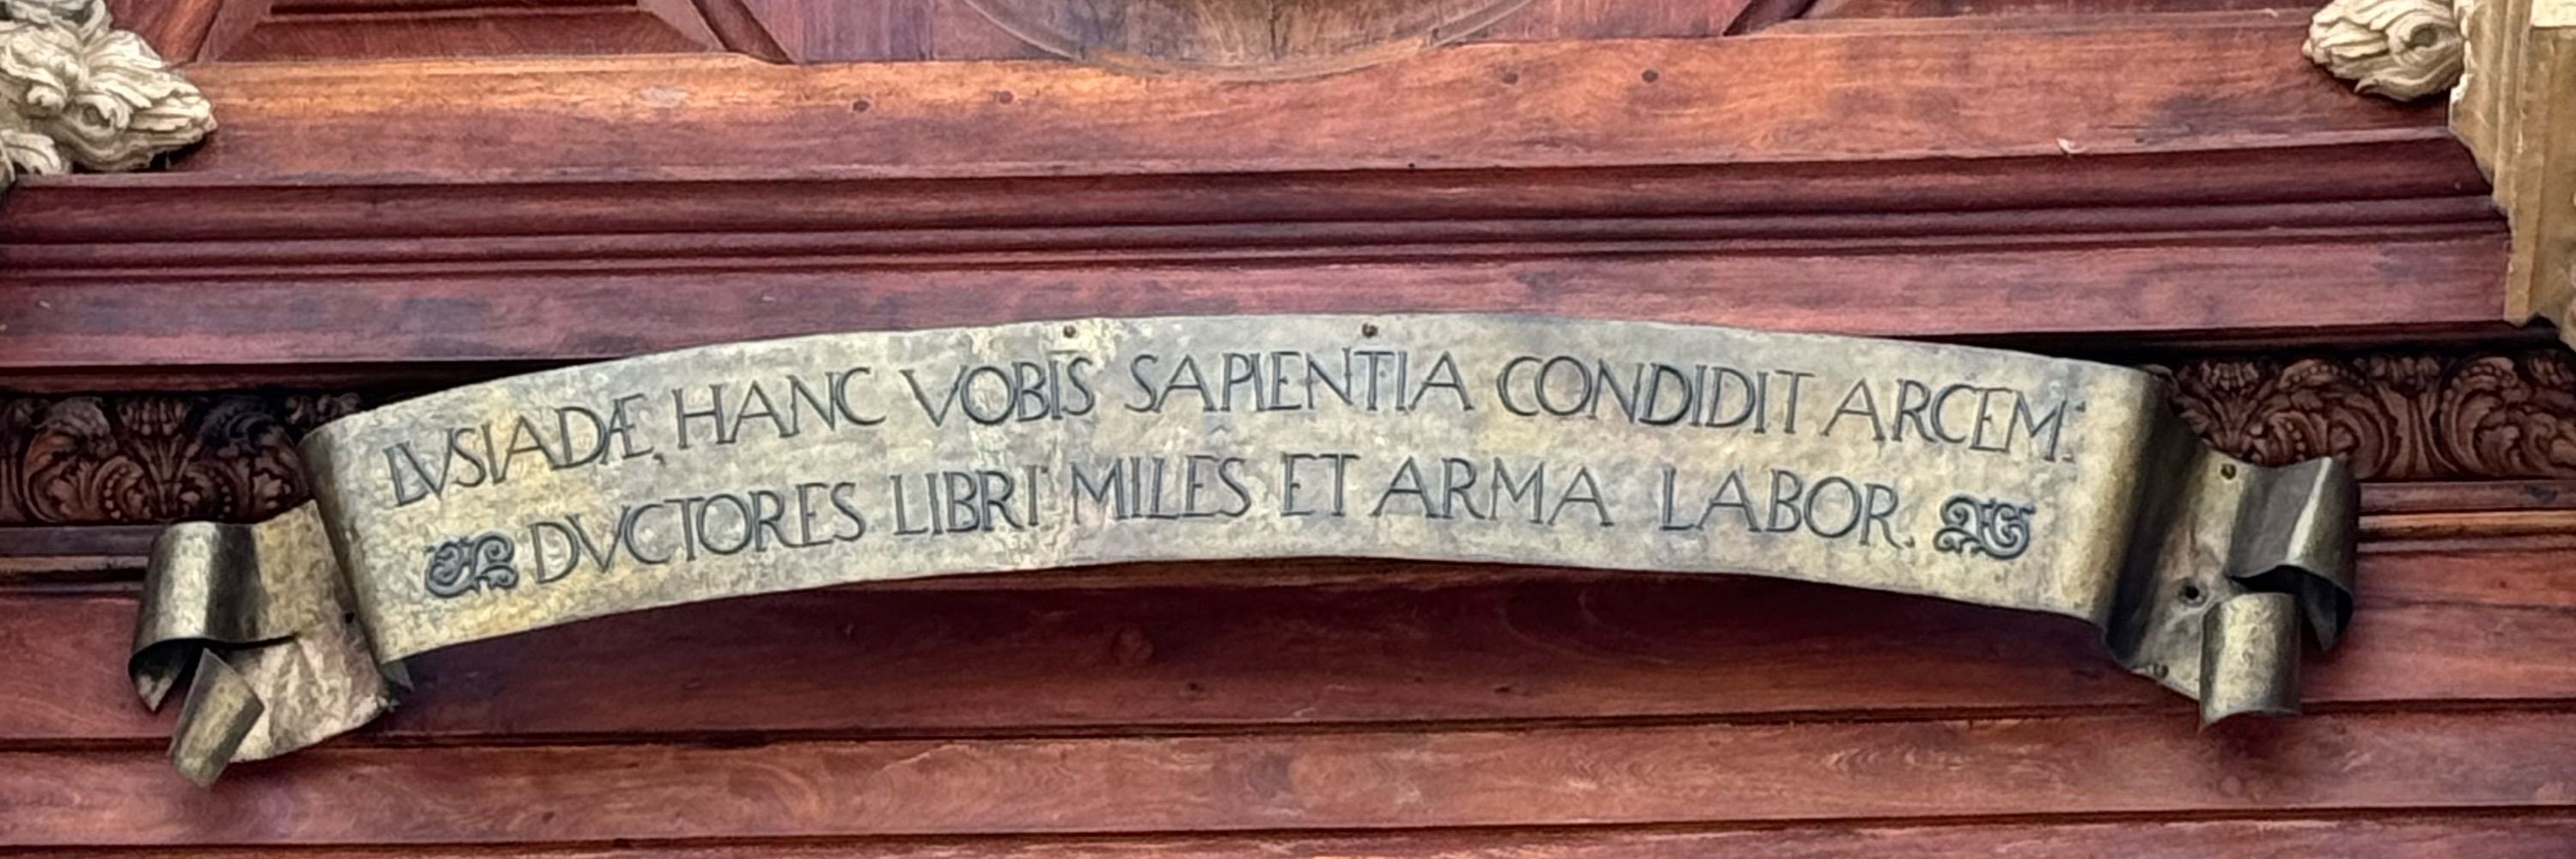 LVSIADÆ, HANC VOBIS SAPIENTIA CONDIDIT ARCEM:
DVCTORES LIBRI MILES ET ARMA LABOR.